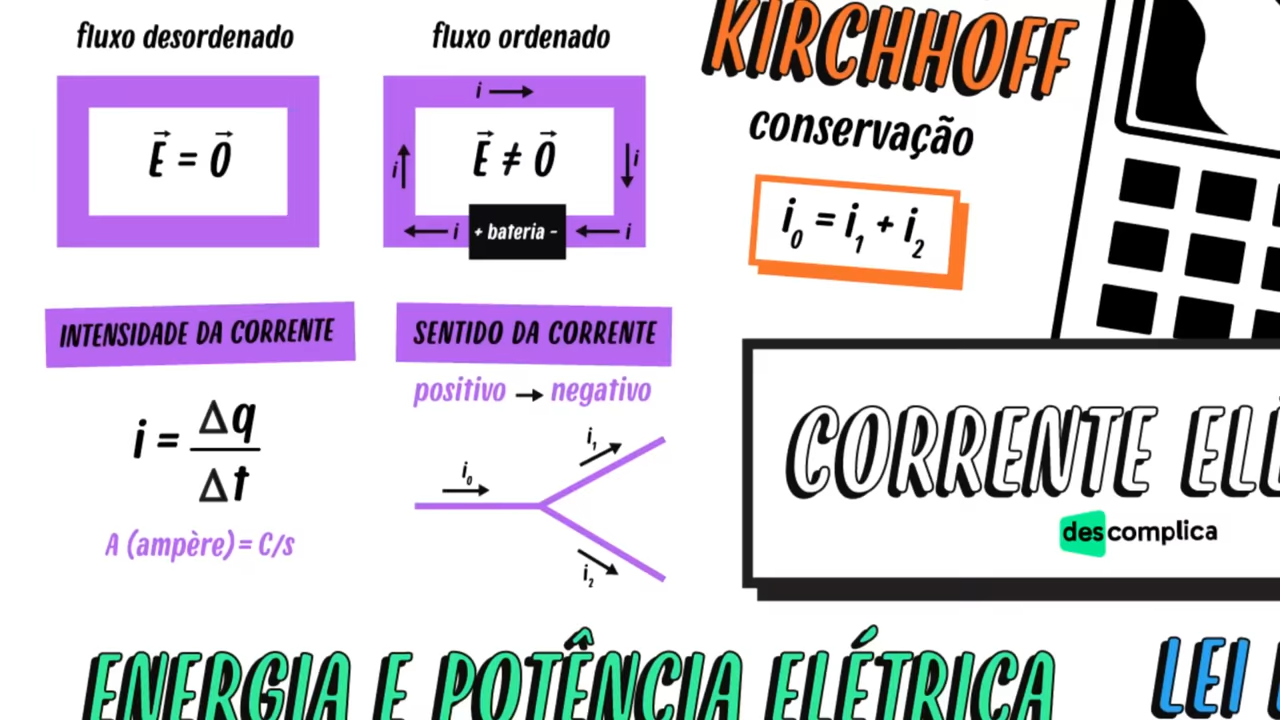 fluxo desordenado
E⃗ = 0⃗
fluxo ordenado
i
E⃗ ≠ 0⃗
i
i
i
+ bateria -
i
INTENSIDADE DA CORRENTE
i = Δq
Δt
A (ampère) = C/s
SENTIDO DA CORRENTE
positivo → negativo
i₀
i₁
i₂
KIRCHHOFF
conservação
i₀ = i₁ + i₂
CORRENTE
descomplica
ENERGIA E POTÊNCIA ELÉTRICA
LEI